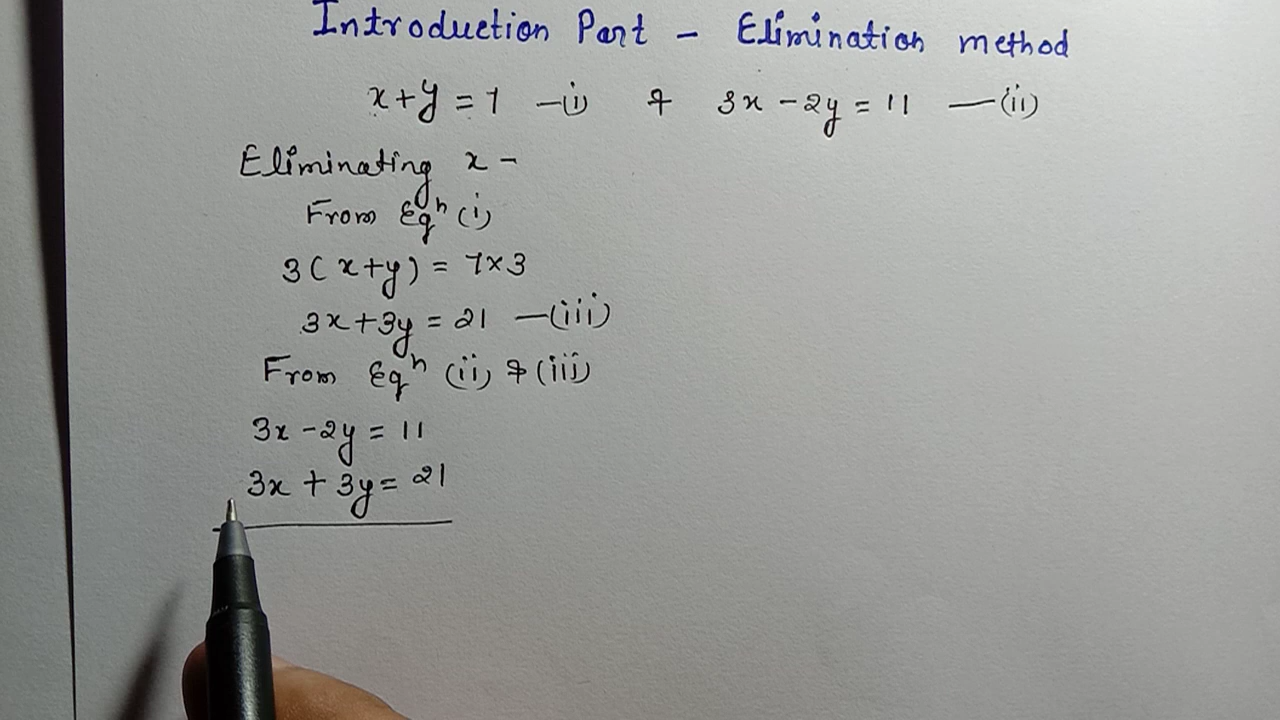 Introduction Part - Elimination method
x+y = 7 -(i) & 3x - 2y = 11 —(ii)
Eliminating x -
From Eqⁿ (i)
3(x+y) = 7×3
3x+3y = 21 —(iii)
From Eqⁿ (ii) & (iii)
3x - 2y = 11
3x + 3y = 21